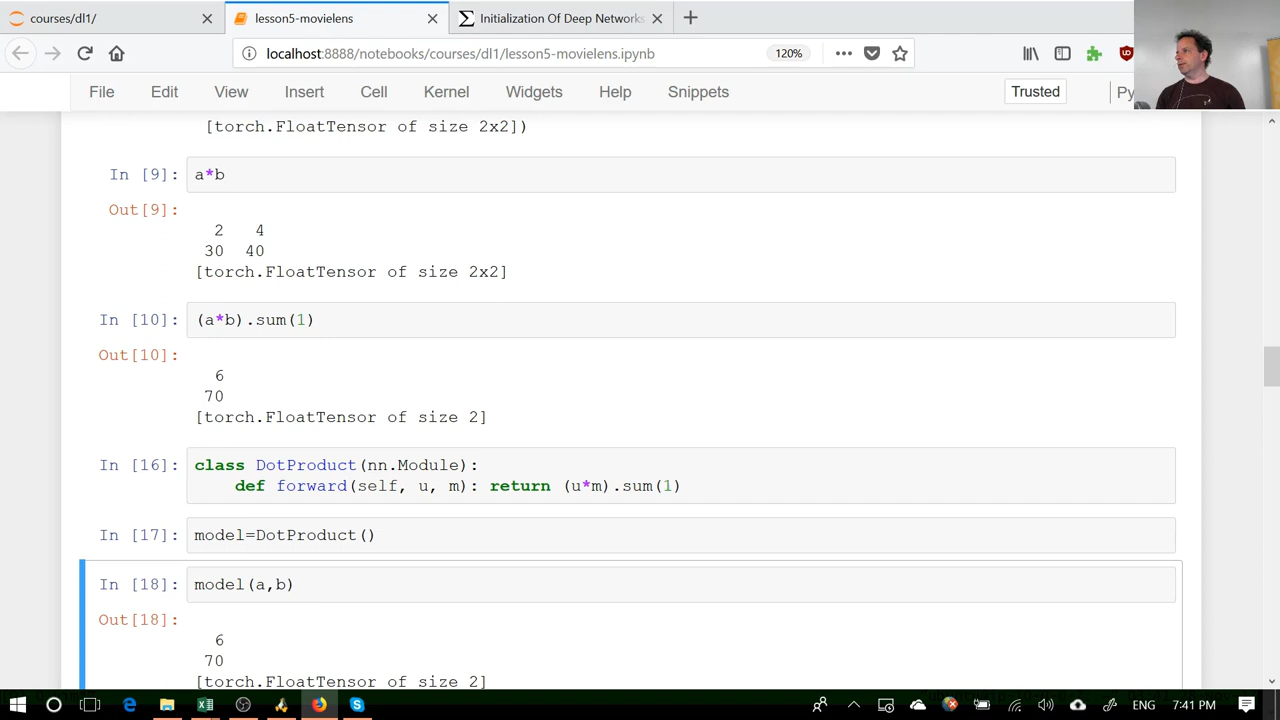 courses/dl1/
lesson5-movielens
Initialization Of Deep Networks
localhost:8888/notebooks/courses/dl1/lesson5-movielens.ipynb
120%
File Edit View Insert Cell Kernel Widgets Help Snippets
Trusted
Py
[torch.FloatTensor of size 2x2])
In [9]: a*b
Out[9]:
2 4
30 40
[torch.FloatTensor of size 2x2]
In [10]: (a*b).sum(1)
Out[10]:
6
70
[torch.FloatTensor of size 2]
In [16]: class DotProduct(nn.Module):
def forward(self, u, m): return (u*m).sum(1)
In [17]: model=DotProduct()
In [18]: model(a,b)
Out[18]:
6
70
[torch.FloatTensor of size 2]
ENG 7:41 PM